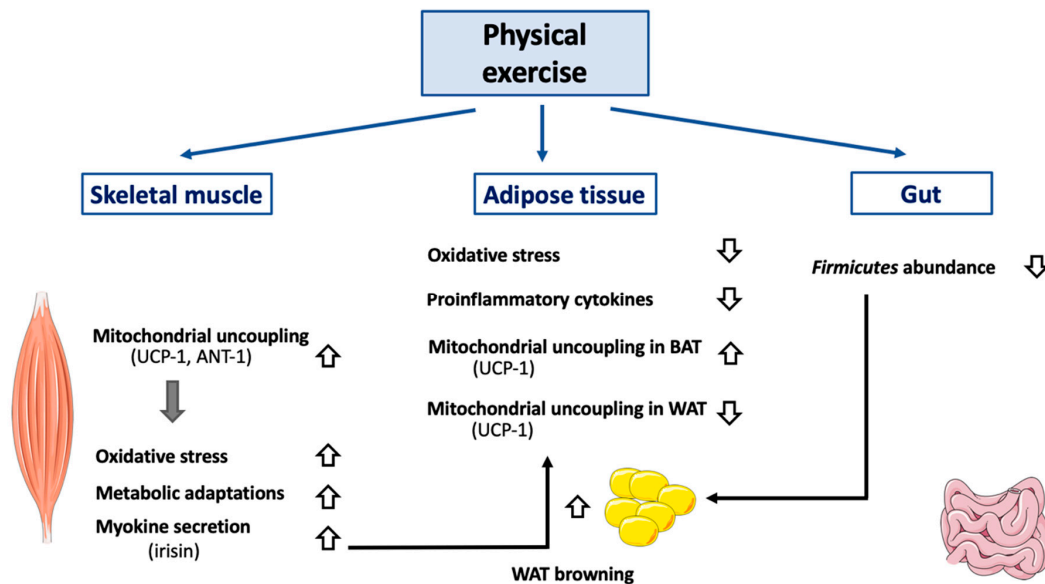 Physical
exercise
Skeletal muscle
Adipose tissue
Gut
Mitochondrial uncoupling
(UCP-1, ANT-1)
Oxidative stress
Metabolic adaptations
Myokine secretion
(irisin)
Oxidative stress
Proinflammatory cytokines
Mitochondrial uncoupling in BAT
(UCP-1)
Mitochondrial uncoupling in WAT
(UCP-1)
WAT browning
Firmicutes abundance